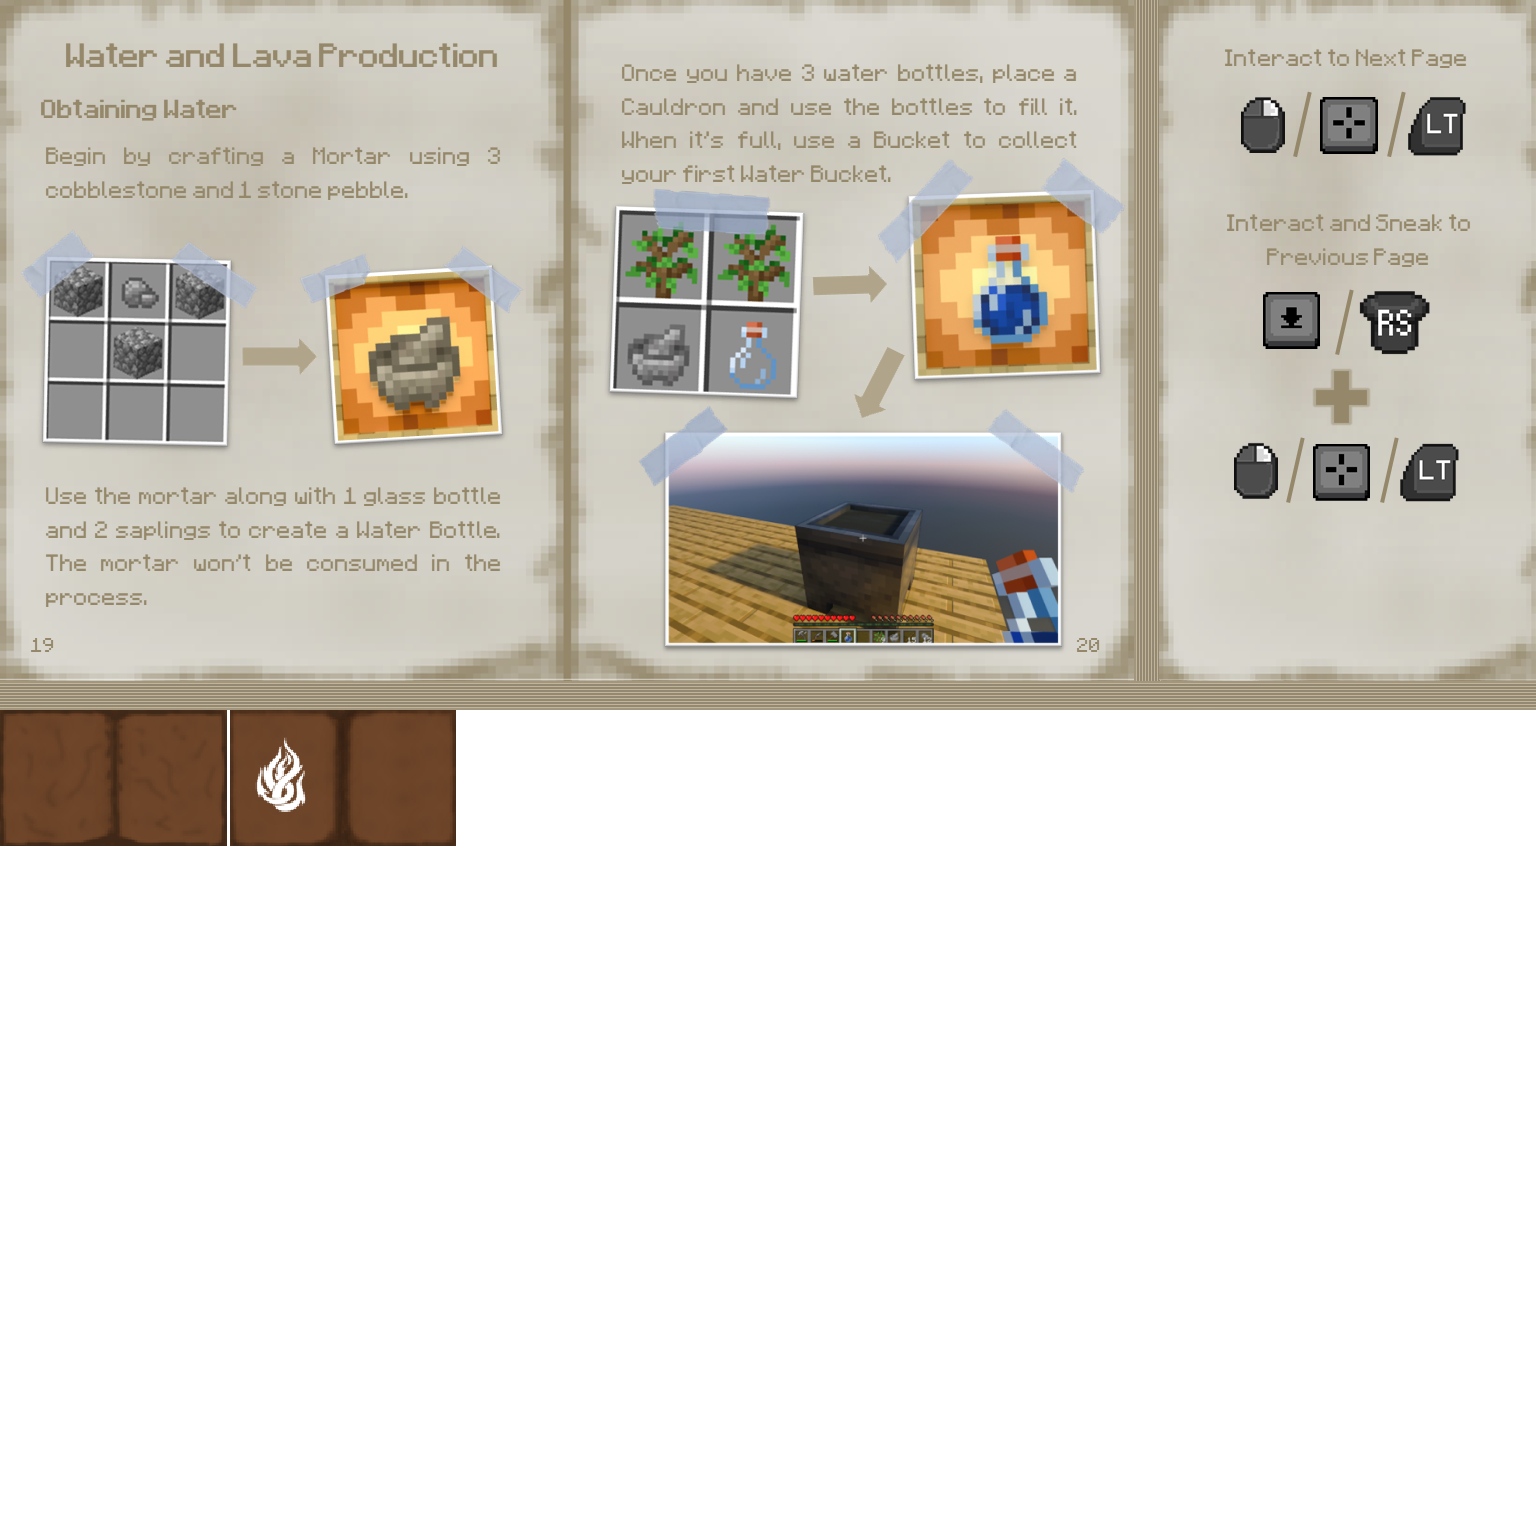 Water and Lava Production
Obtaining Water
Begin by crafting a Mortar using 3
cobblestone and 1 stone pebble.
Use the mortar along with 1 glass bottle
and 2 saplings to create a Water Bottle.
The mortar won't be consumed in the
process.
19
Once you have 3 water bottles, place a
Cauldron and use the bottles to fill it.
When it's full, use a Bucket to collect
your first Water Bucket.
20
Interact to Next Page
LT
Interact and Sneak to
Previous Page
RS
LT